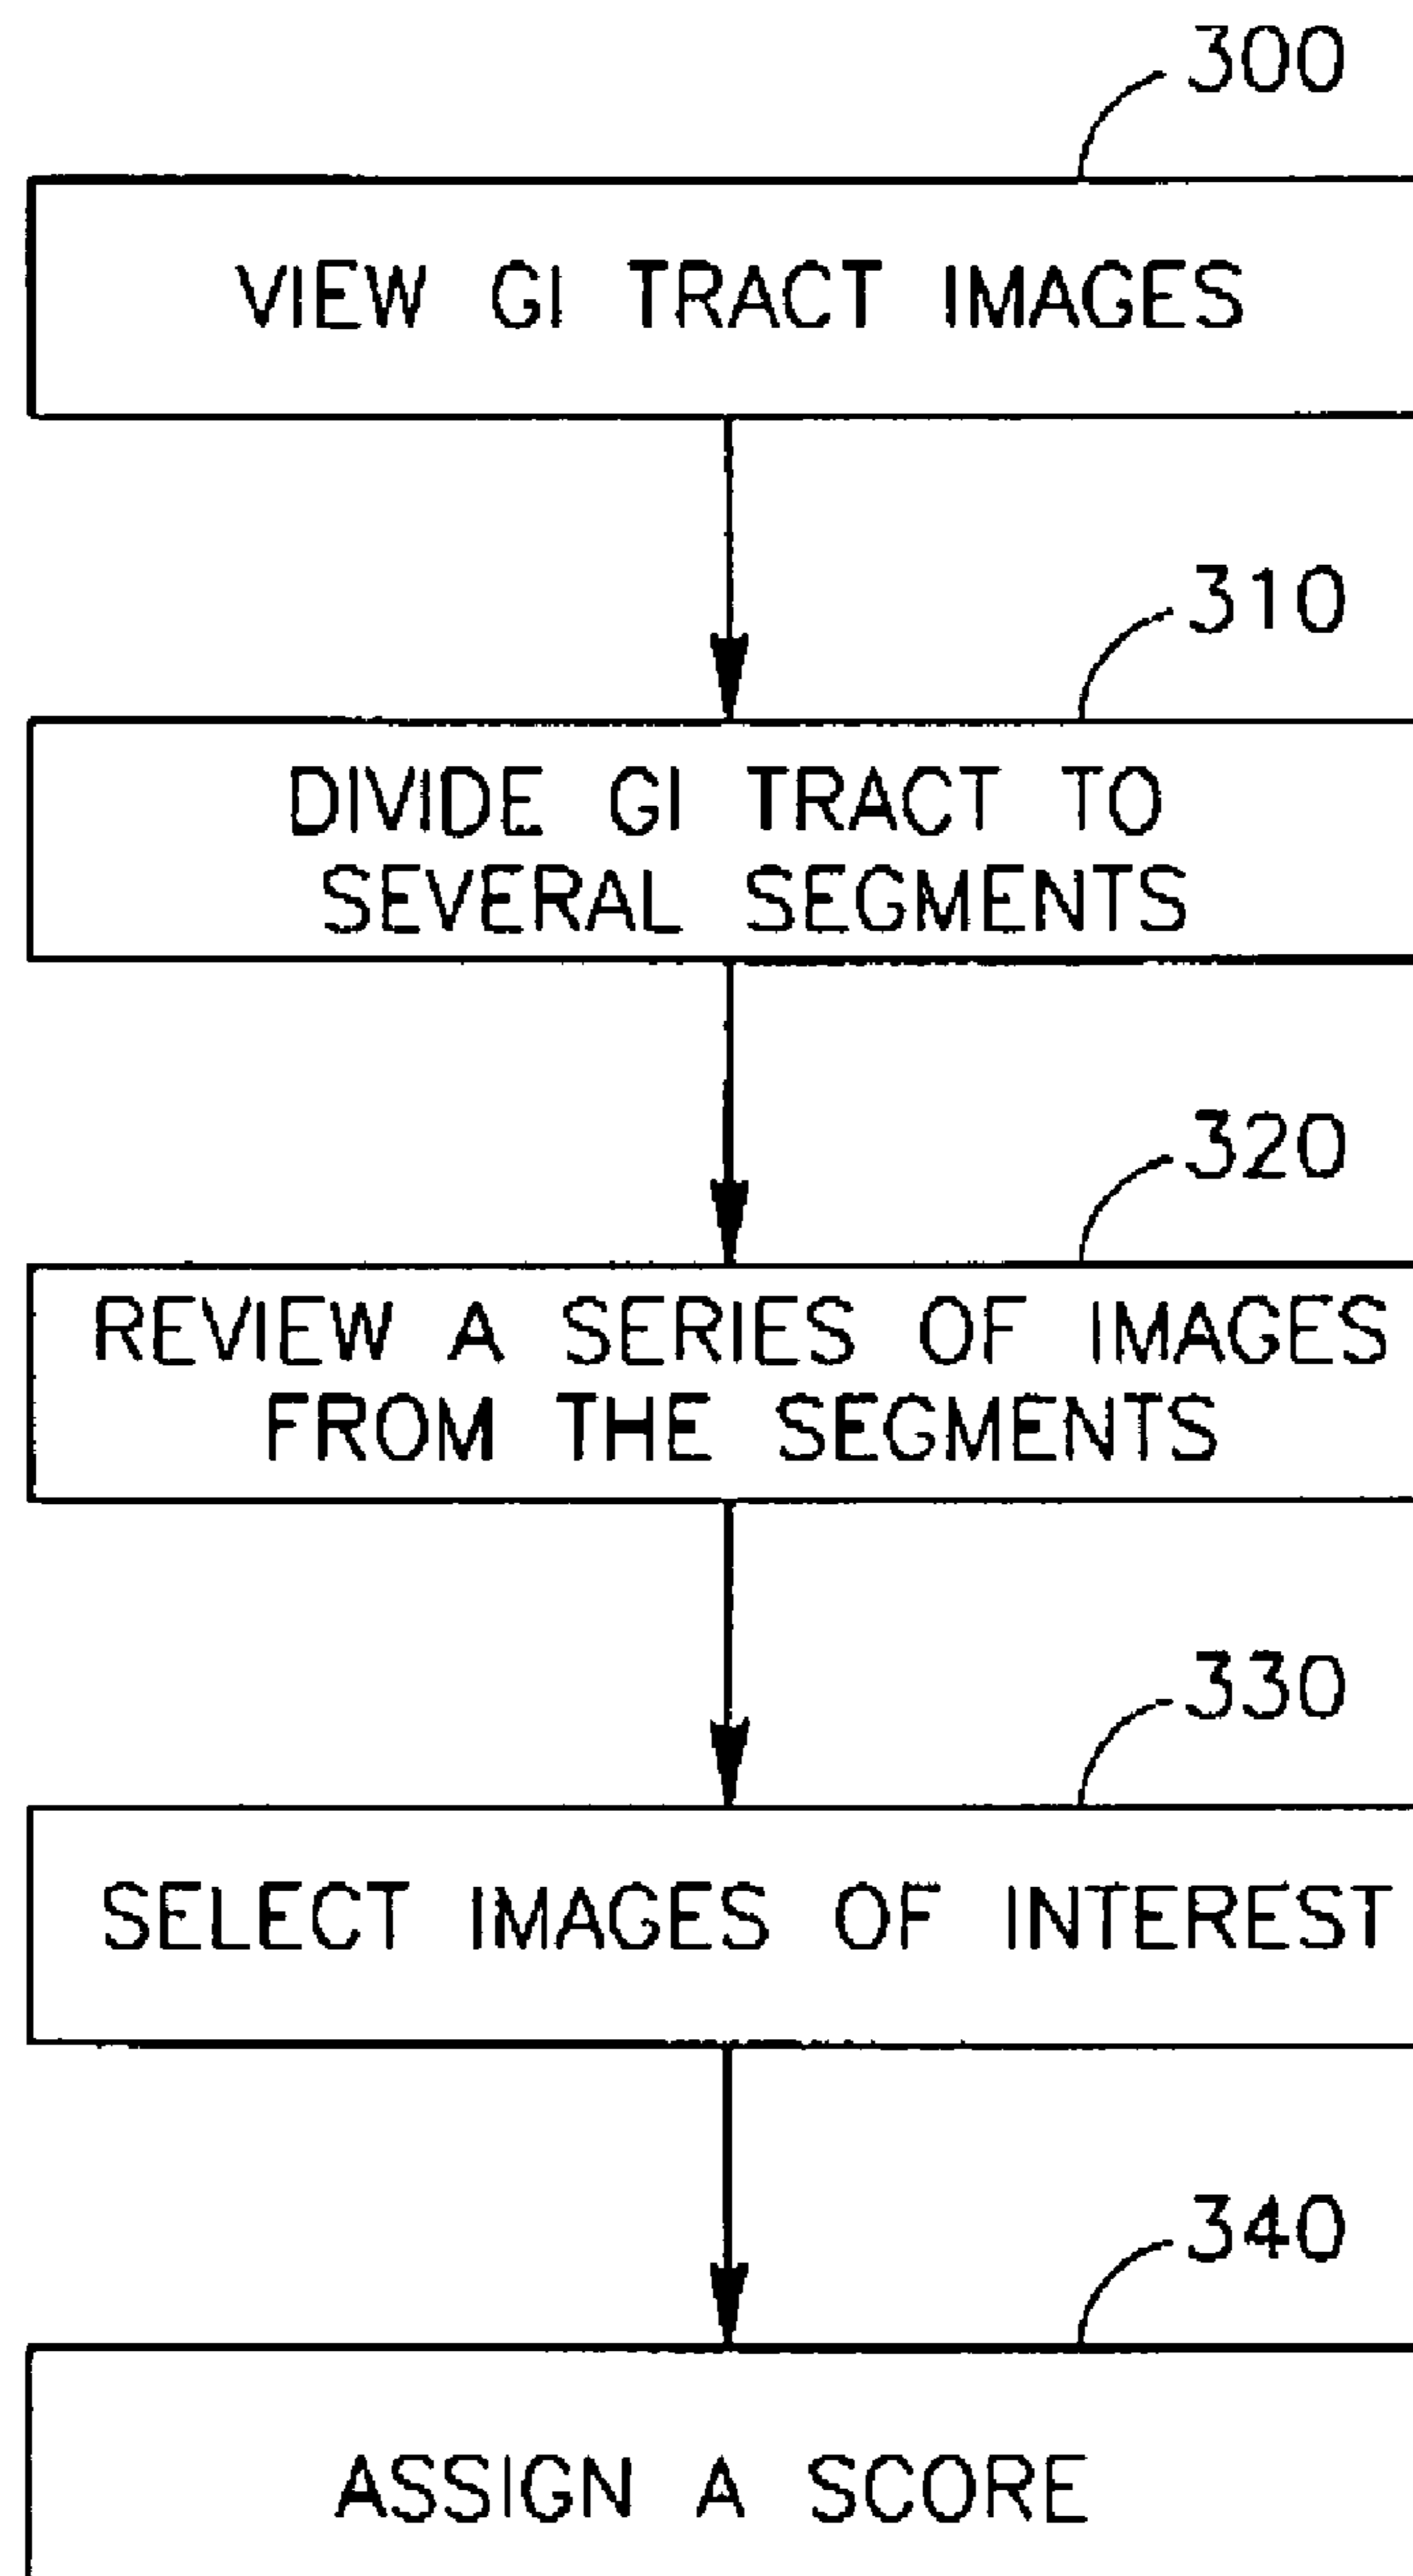 300
VIEW GI TRACT IMAGES
310
DIVIDE GI TRACT TO
SEVERAL SEGMENTS
320
REVIEW A SERIES OF IMAGES
FROM THE SEGMENTS
330
SELECT IMAGES OF INTEREST
340
ASSIGN A SCORE